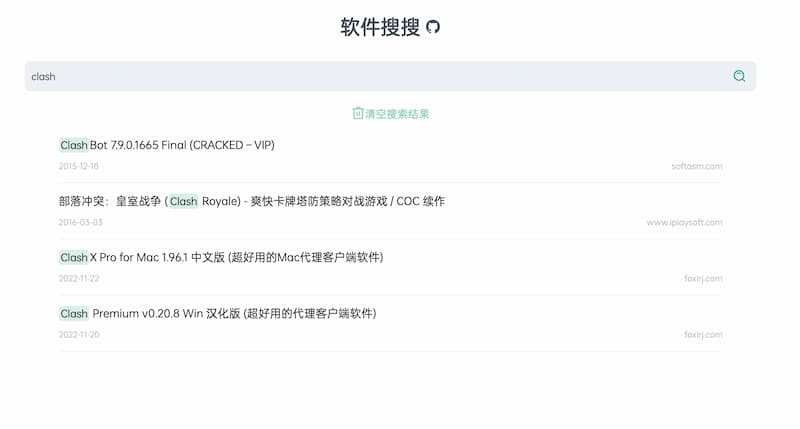 软件搜搜
clash
清空搜索结果
ClashBot 7.9.0.1665 Final (CRACKED – VIP)
2015-12-18 softasm.com
部落冲突：皇室战争 (Clash Royale) - 爽快卡牌塔防策略对战游戏 / COC 续作
2016-03-03 www.iplaysoft.com
ClashX Pro for Mac 1.96.1 中文版 (超好用的Mac代理客户端软件)
2022-11-22 foxirj.com
Clash Premium v0.20.8 Win 汉化版 (超好用的代理客户端软件)
2022-11-20 foxirj.com